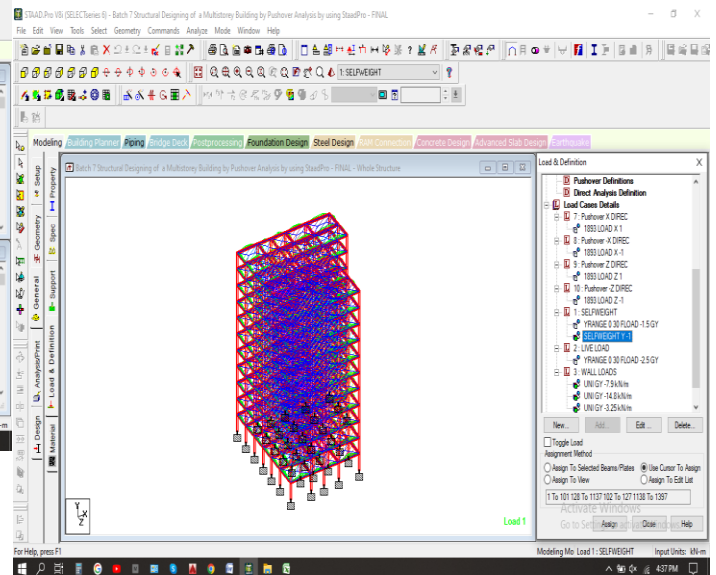 STAAD.Pro V8i (SELECTseries 6) - Batch 7 Structural Designing of a Multistorey Building by Pushover Analysis by using StaadPro - FINAL
File Edit View Tools Select Geometry Commands Analyze Mode Window Help
1:SELFWEIGHT
Modeling Building Planner Piping Bridge Deck Postprocessing Foundation Design Steel Design RAM Connection Concrete Design Advanced Slab Des Earthquake
Batch 7 Structural Designing of a Multistorey Building by Pushover Analysis by using StaadPro - FINAL - Whole Structure
Setup
Geometry
General
Analysis/Print
Design
Property
Spec
Support
Load & Definition
Material
Y
X
Z
Load 1
Load & Definition
X
Pushover Definitions
Direct Analysis Definition
Load Cases Details
7 : Pushover X DIREC
1893 LOAD X 1
8 : Pushover -X DIREC
1893 LOAD X -1
9 : Pushover Z DIREC
1893 LOAD Z 1
10 : Pushover -Z DIREC
1893 LOAD Z -1
1 : SELFWEIGHT
YRANGE 0 30 FLOAD -1.5 GY
SELFWEIGHT Y -1
2 : LIVE LOAD
YRANGE 0 30 FLOAD -2.5 GY
3 : WALL LOADS
UNI GY -7.9 kN/m
UNI GY -14.8 kN/m
UNI GY -3.25 kN/m
New... Add... Edit ... Delete...
Toggle Load
Assignment Method
Assign To Selected Beams/Plates Use Cursor To Assign
Assign To View Assign To Edit List
1 To 101 128 To 1137 102 To 127 1138 To 1397
Activate Windows
Assign Close Help
For Help, press F1
Modeling Mo Load 1 : SELFWEIGHT Input Units: kN-m
4:37 PM